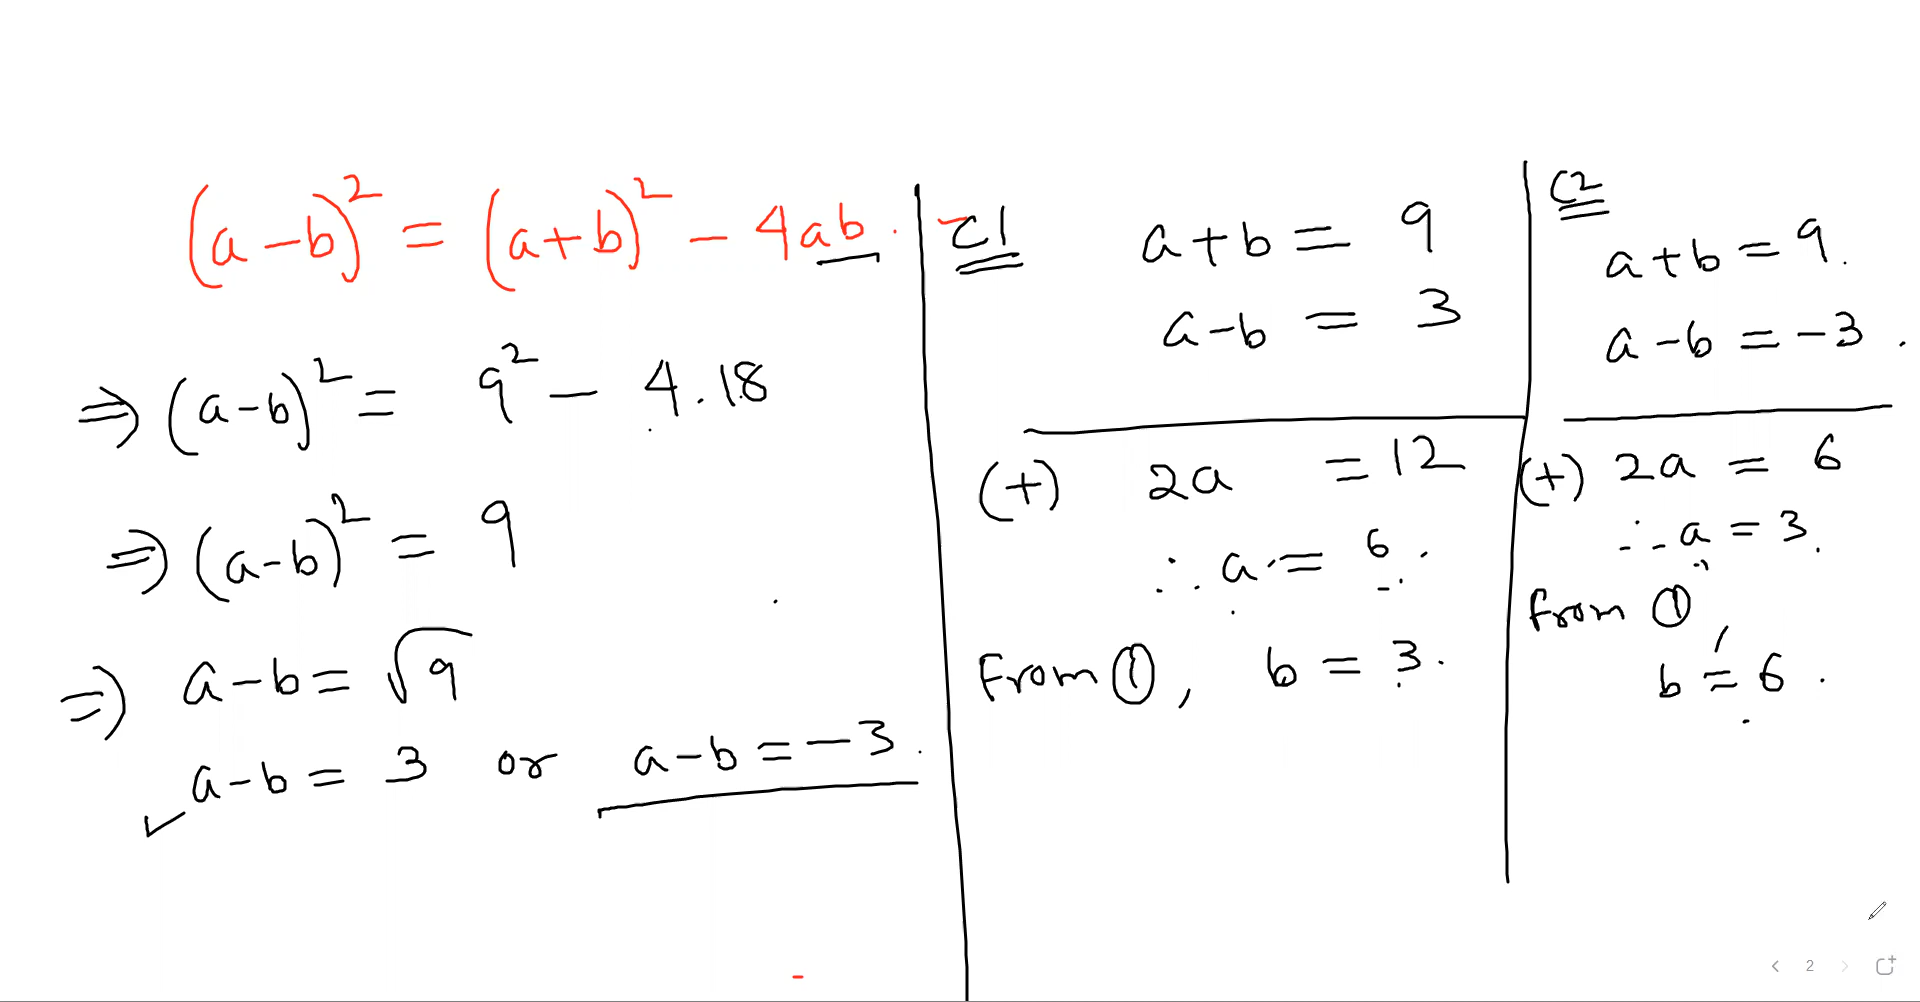 (a-b)² = (a+b)² - 4ab.
⇒ (a-b)² = 9² - 4.18
⇒ (a-b)² = 9
⇒ a-b = √9
a-b = 3 or a-b = -3.
C1
a+b = 9
a-b = 3
(+) 2a = 12
∴ a = 6.
From ①, b = 3.
C2
a+b = 9.
a-b = -3.
(+) 2a = 6
∴ a = 3.
From ①,
b = 6.
2